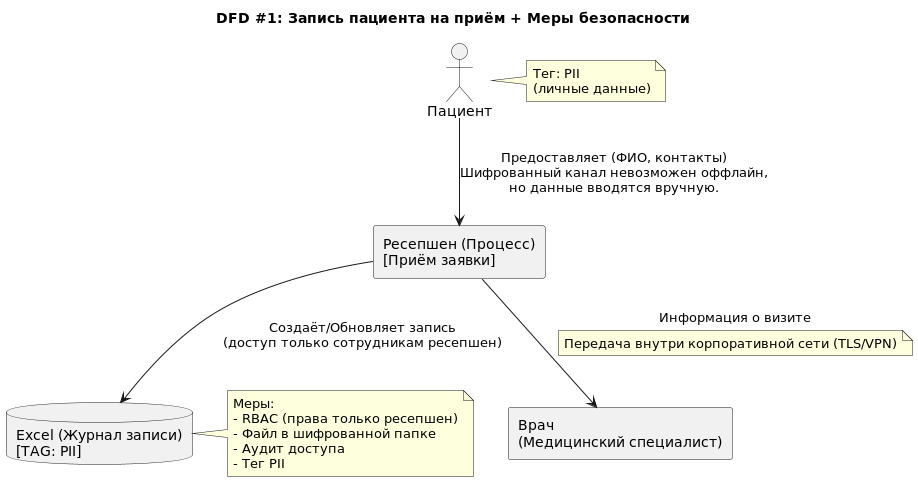 DFD #1: Запись пациента на приём + Меры безопасности
Тег: PII
(личные данные)
Пациент
Предоставляет (ФИО, контакты)
Шифрованный канал невозможен оффлайн,
но данные вводятся вручную.
Ресепшен (Процесс)
[Приём заявки]
Создаёт/Обновляет запись
(доступ только сотрудникам ресепшен)
Информация о визите
Передача внутри корпоративной сети (TLS/VPN)
Excel (Журнал записи)
[TAG: PII]
Меры:
- RBAC (права только ресепшен)
- Файл в шифрованной папке
- Аудит доступа
- Тег PII
Врач
(Медицинский специалист)